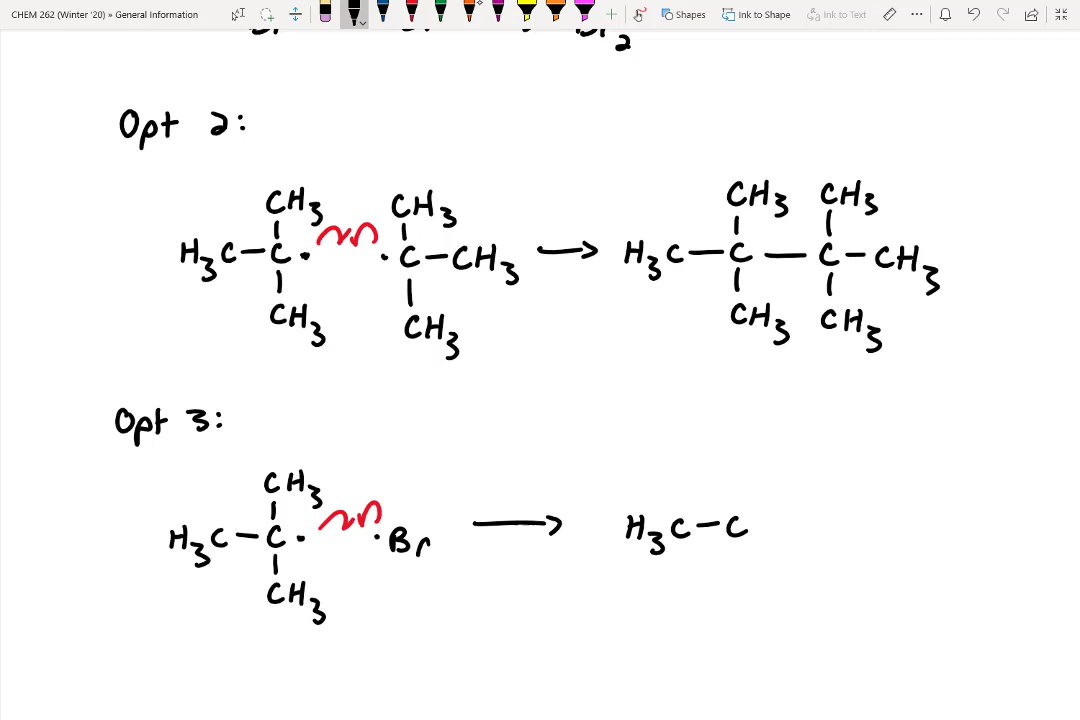 CHEM 262 (Winter '20) » General Information
Shapes
Ink to Shape
Ink to Text
Br2
Opt 2:
CH3 CH3 CH3 CH3
H3C-C· ·C-CH3 → H3C-C-C-CH3
CH3 CH3 CH3 CH3
Opt 3:
CH3
H3C-C· ·Br → H3C-C
CH3